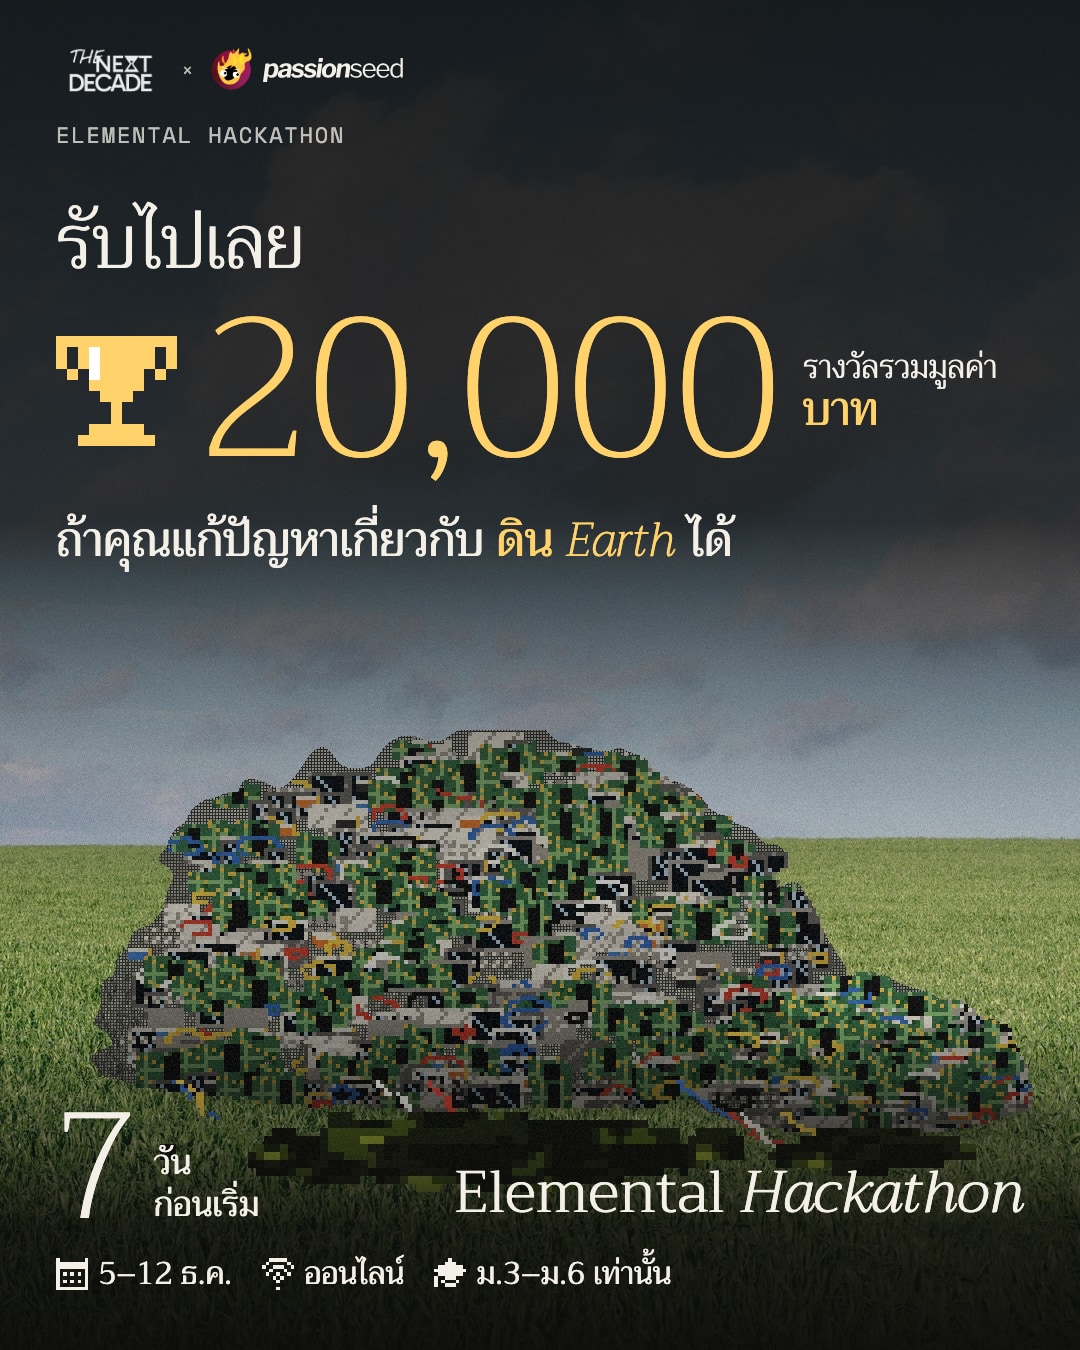 THE NEXT DECADE × passionseed
ELEMENTAL HACKATHON
รับไปเลย
20,000
รางวัลรวมมูลค่า
บาท
ถ้าคุณแก้ปัญหาเกี่ยวกับ ดิน Earth ได้
7
วัน
ก่อนเริ่ม
Elemental Hackathon
5–12 ธ.ค. ออนไลน์ ม.3–ม.6 เท่านั้น